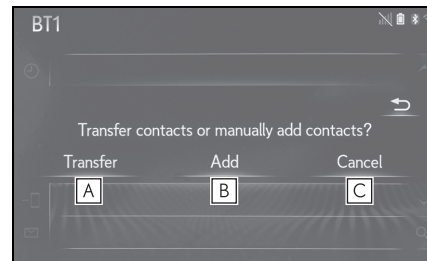 BT1
Transfer contacts or manually add contacts?
Transfer Add Cancel
A B C